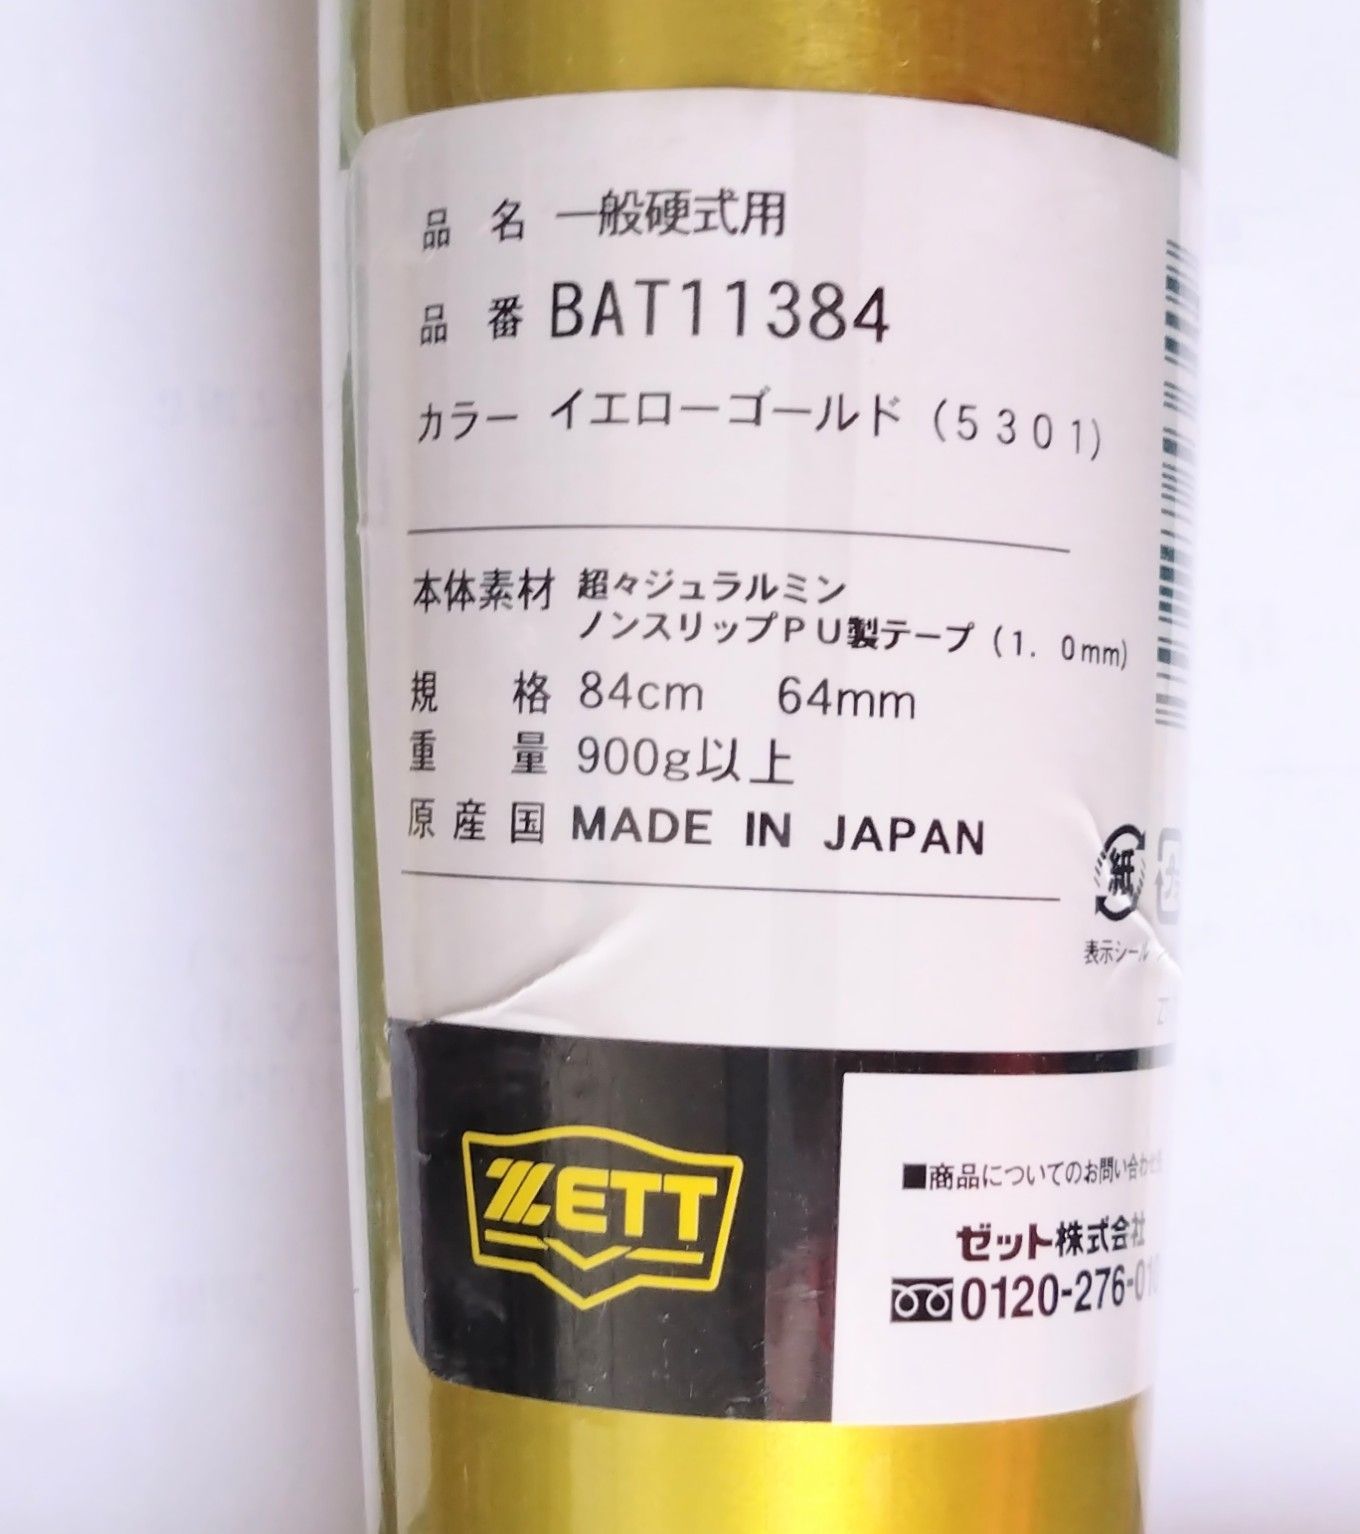 品 名 一般硬式用
品 番 BAT11384
カラー イエローゴールド (5301)
本体素材 超々ジュラルミン
ノンスリップPU製テープ (1. 0mm)
規 格 84cm 64mm
重 量 900g以上
原産国 MADE IN JAPAN
紙
表示シール
ZETT
■商品についてのお問い合わせ
ゼット株式会社
0120-276-